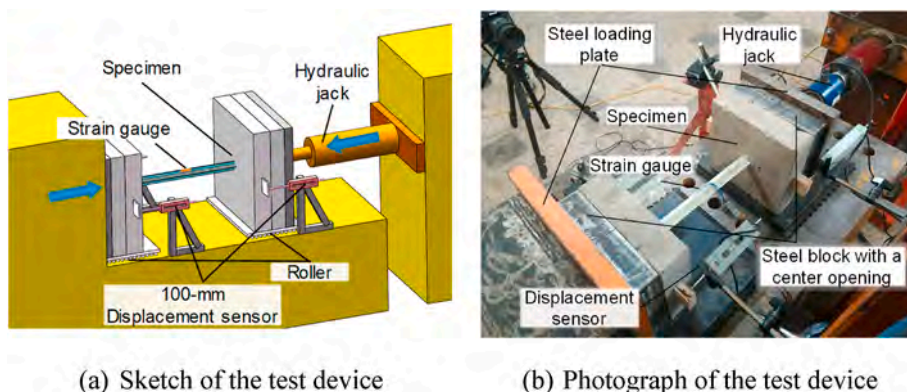 Specimen
Hydraulic
jack
Strain gauge
Roller
100-mm
Displacement sensor
(a) Sketch of the test device
Steel loading
plate
Hydraulic
jack
Specimen
Strain gauge
Steel block with a
center opening
Displacement
sensor
(b) Photograph of the test device